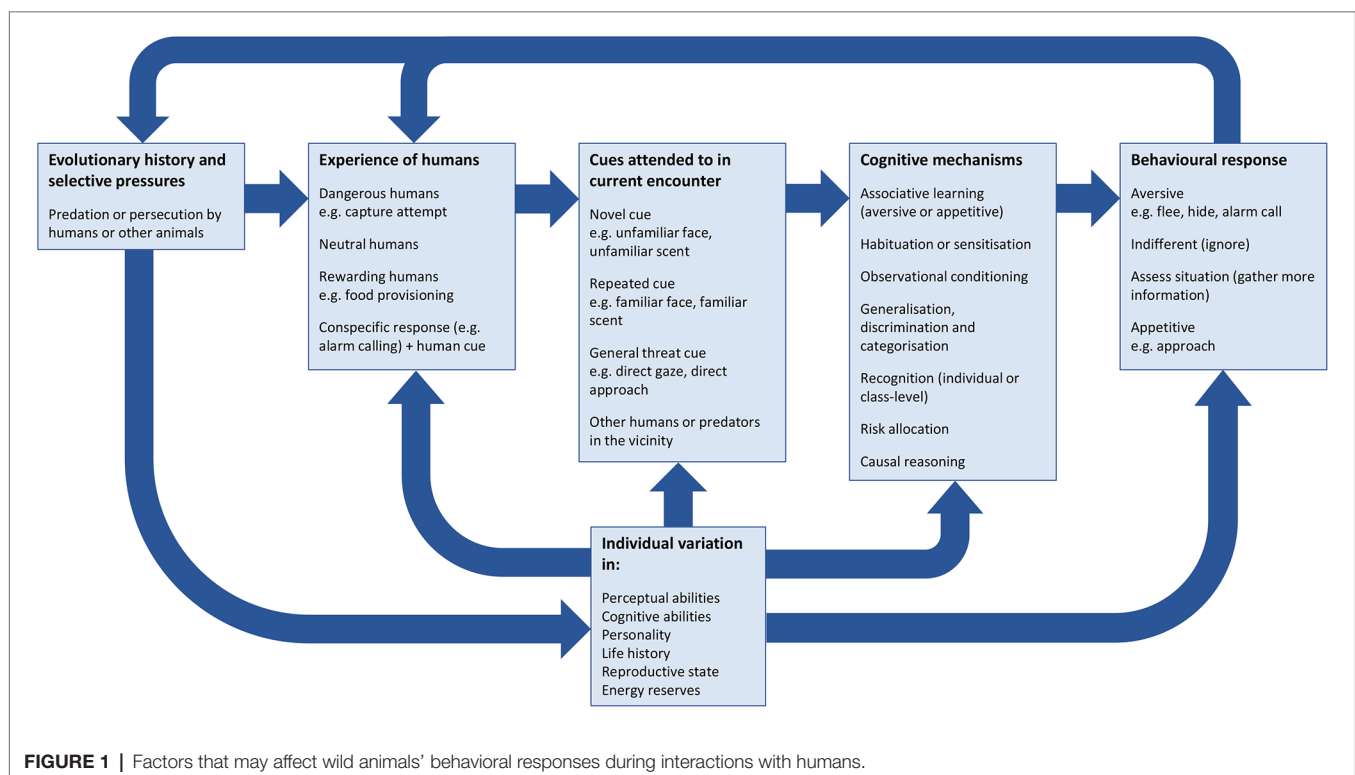 Evolutionary history and
selective pressures
Predation or persecution by
humans or other animals
Experience of humans
Dangerous humans
e.g. capture attempt
Neutral humans
Rewarding humans
e.g. food provisioning
Conspecific response (e.g.
alarm calling) + human cue
Cues attended to in
current encounter
Novel cue
e.g. unfamiliar face,
unfamiliar scent
Repeated cue
e.g. familiar face, familiar
scent
General threat cue
e.g. direct gaze, direct
approach
Other humans or predators
in the vicinity
Cognitive mechanisms
Associative learning
(aversive or appetitive)
Habituation or sensitisation
Observational conditioning
Generalisation,
discrimination and
categorisation
Recognition (individual or
class-level)
Risk allocation
Causal reasoning
Behavioural response
Aversive
e.g. flee, hide, alarm call
Indifferent (ignore)
Assess situation (gather more
information)
Appetitive
e.g. approach
Individual variation
in:
Perceptual abilities
Cognitive abilities
Personality
Life history
Reproductive state
Energy reserves
FIGURE 1 | Factors that may affect wild animals’ behavioral responses during interactions with humans.